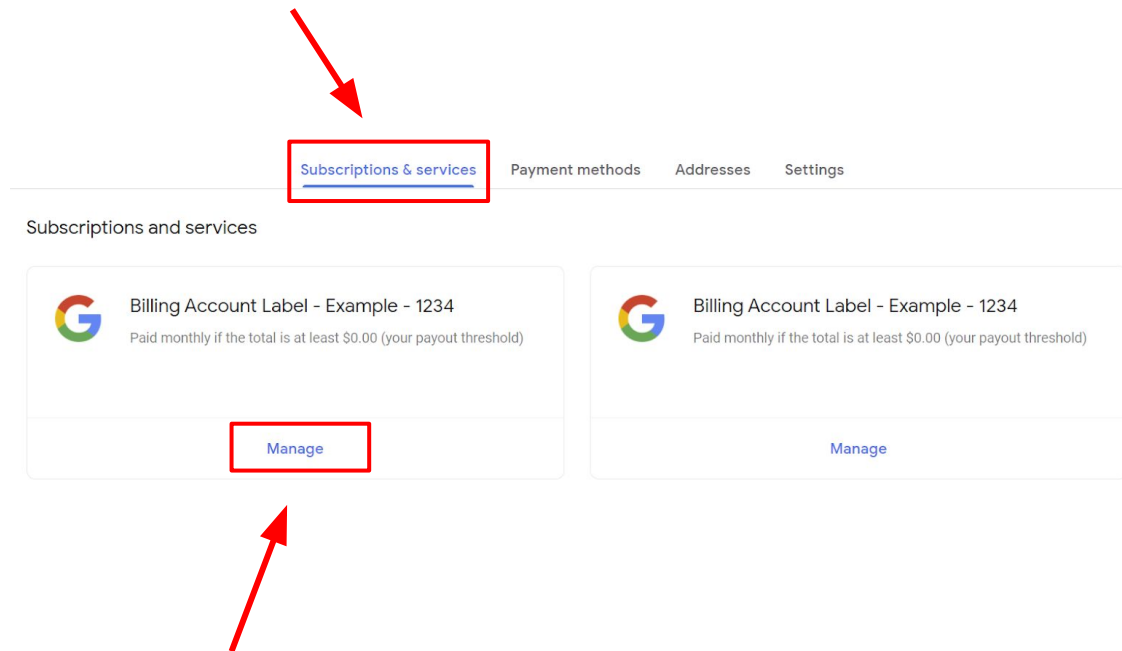 Subscriptions & services Payment methods Addresses Settings
Subscriptions and services
Billing Account Label - Example - 1234
Paid monthly if the total is at least $0.00 (your payout threshold)
Manage
Billing Account Label - Example - 1234
Paid monthly if the total is at least $0.00 (your payout threshold)
Manage